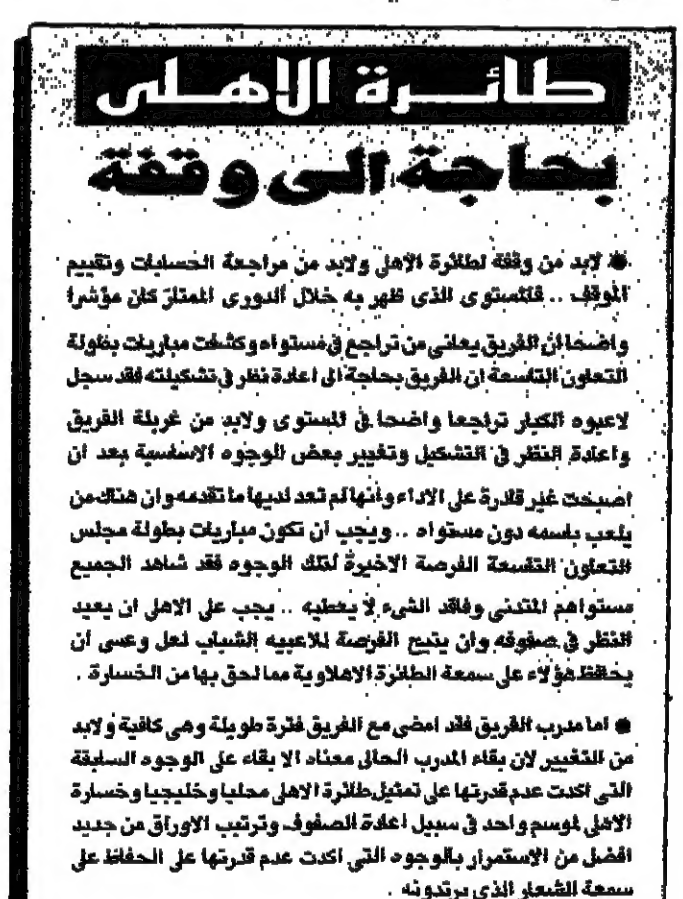 طائـــرة الاهـلـى
بحاجة الى وقفة
● لابد من وقفة لطائرة الاهلى ولابد من مراجعة الحسابات وتقييم
الموقف .. فالمستوى الذى ظهر به خلال الدورى الممتاز كان مؤشرا
واضحا ان الفريق يعانى من تراجع فى مستواه وكشفت مباريات بطولة
التعاون التاسعة ان الفريق بحاجة الى اعادة نظر فى تشكيلته فقد سجل
لاعبوه الكبار تراجعا واضحا فى المستوى ولابد من غربلة الفريق
واعادة النظر فى التشكيل وتغيير بعض الوجوه الاساسية بعد ان
اصبحت غير قادرة على الاداء وأنها لم تعد لديها ما تقدمه وان هناك من
يلعب باسمه دون مستواه .. ويجب أن تكون مباريات بطولة مجلس
التعاون التاسعة الفرصة الاخيرة لتلك الوجوه فقد شاهد الجميع
مستواهم المتدنى وفاقد الشىء لا يعطيه .. يجب على الاهلى ان يعيد
النظر فى صفوفه وان يتيح الفرصة للاعبيه الشباب لعل وعسى أن
يحافظ هؤلاء على سمعة الطائرة الاهلاوية مما لحق بها من الخسارة .
● اما مدرب الفريق فقد امضى مع الفريق فترة طويلة وهى كافية ولابد
من التغيير لان بقاء المدرب الحالى معناه الا بقاء على الوجوه السابقة
التى اكدت عدم قدرتها على تمثيل طائرة الاهلى محليا وخليجيا وخسارة
الاهلى لموسم واحد فى سبيل اعادة الصفوف وترتيب الاوراق من جديد
افضل من الاستمرار بالوجوه التى اكدت عدم قدرتها على الحفاظ على
سمعة الشعار الذى يرتدونه .